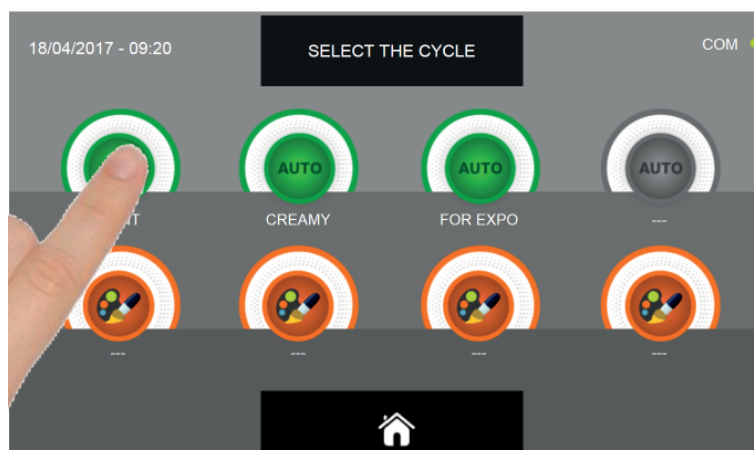 18/04/2017 - 09:20
SELECT THE CYCLE
COM
AUTO
AUTO
AUTO
CREAMY
FOR EXPO
---
---
---
---
---